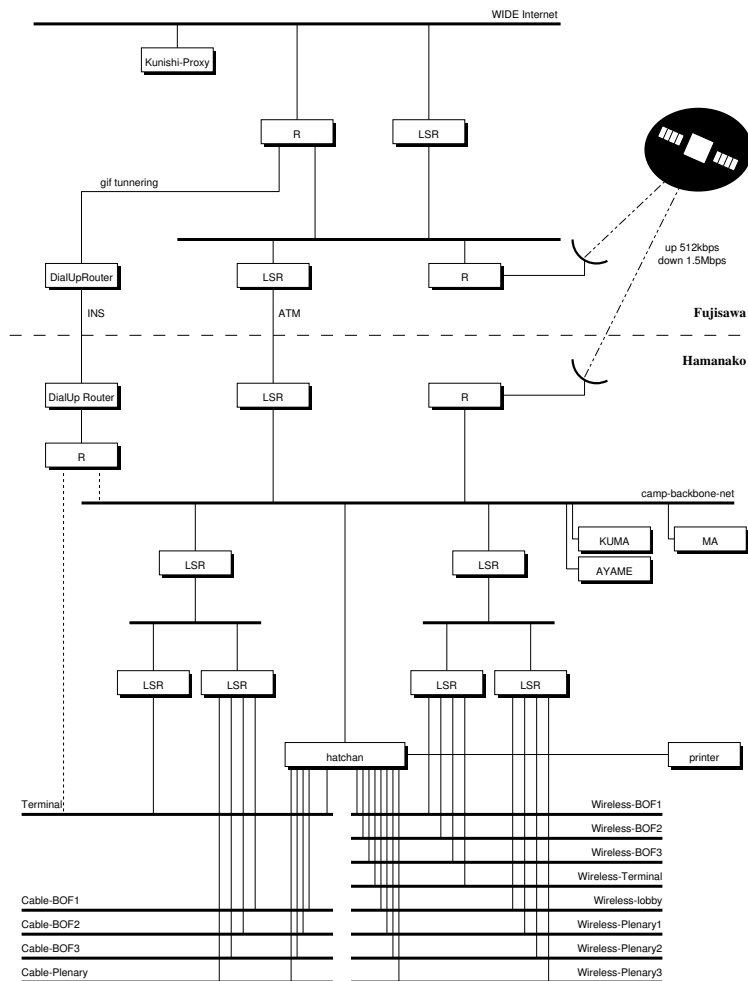 WIDE Internet
Kunishi-Proxy
R
LSR
gif tunnering
up 512kbps
down 1.5Mbps
DialUpRouter
LSR
R
INS
ATM
Fujisawa
Hamanako
DialUp Router
LSR
R
R
camp-backbone-net
KUMA
MA
LSR
LSR
AYAME
LSR
LSR
LSR
LSR
hatchan
printer
Terminal
Wireless-BOF1
Wireless-BOF2
Wireless-BOF3
Wireless-Terminal
Cable-BOF1
Wireless-lobby
Cable-BOF2
Wireless-Plenary1
Cable-BOF3
Wireless-Plenary2
Cable-Plenary
Wireless-Plenary3